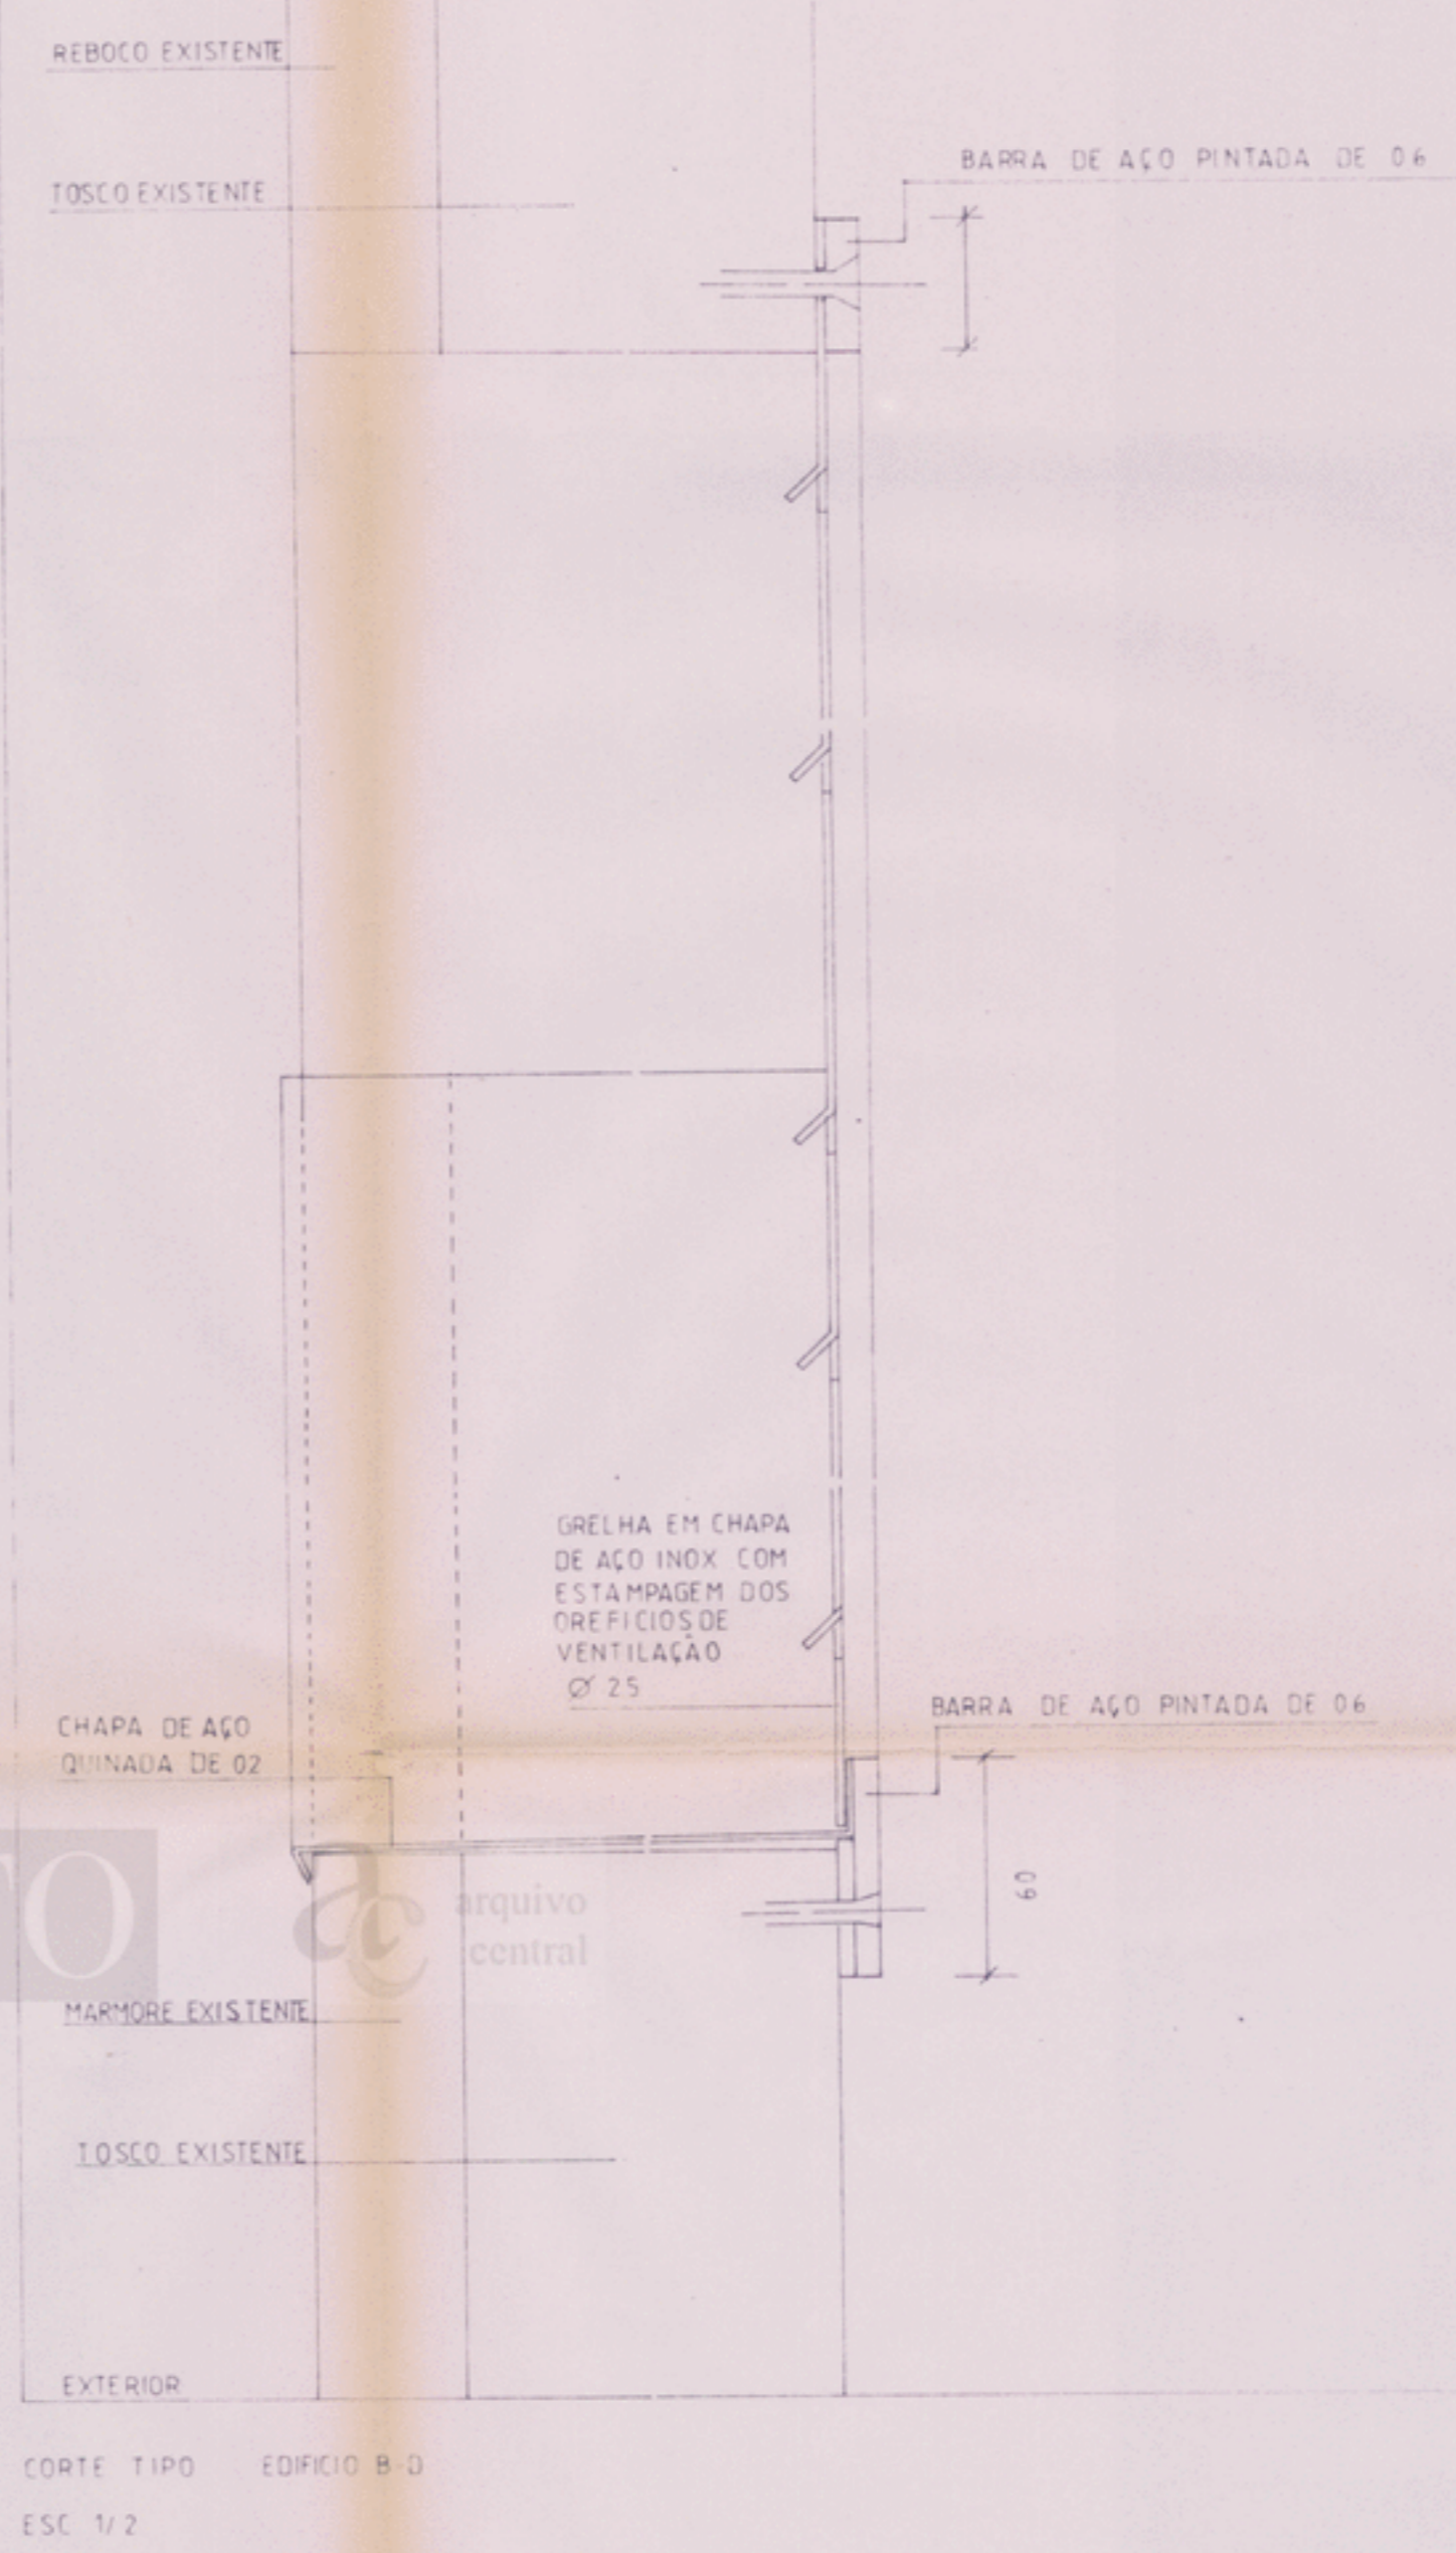 REBOCO EXISTENTE
TOSCO EXISTENTE
BARRA DE AÇO PINTADA DE 06
GRELHA EM CHAPA
DE AÇO INOX COM
ESTAMPAGEM DOS
OREFICIOS DE
VENTILAÇÃO
Ø 25
CHAPA DE AÇO
QUINADA DE 02
BARRA DE AÇO PINTADA DE 06
60
TO
ac
arquivo
central
MARMORE EXISTENTE
TOSCO EXISTENTE
EXTERIOR
CORTE TIPO EDIFICIO B-D
ESC 1/2